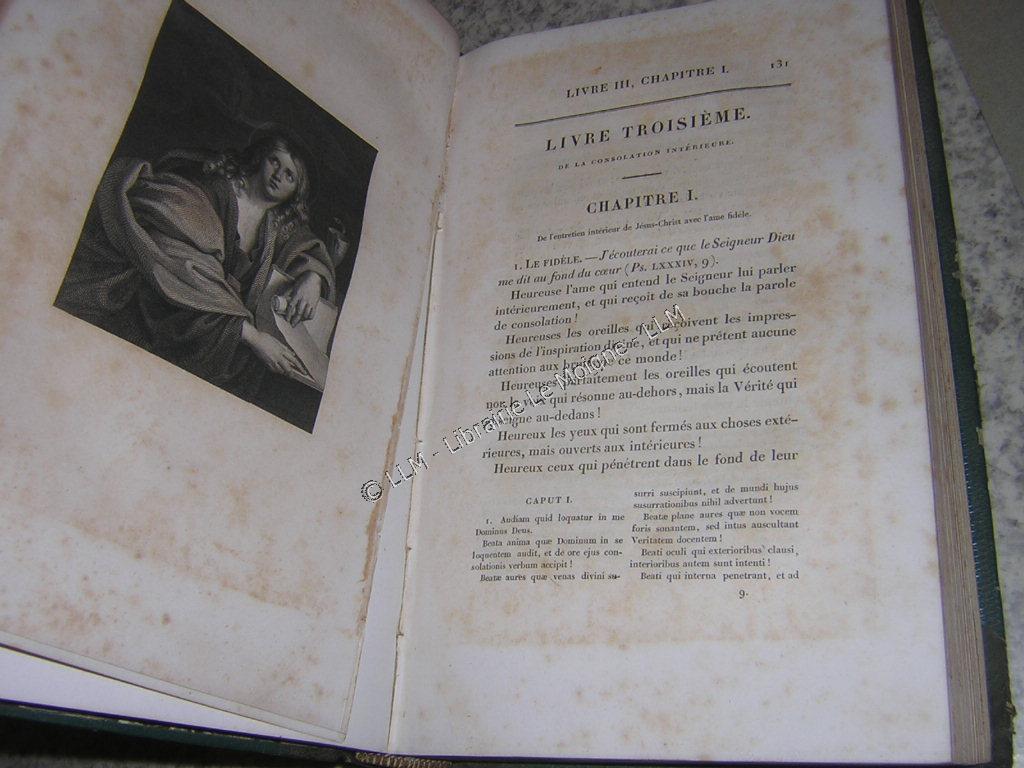 LIVRE III, CHAPITRE I. 131
LIVRE TROISIÈME.
DE LA CONSOLATION INTÉRIEURE.
CHAPITRE I.
De l'entretien intérieur de Jésus-Christ avec l'ame fidèle.
1. LE FIDÈLE. — J'écouterai ce que le Seigneur Dieu
me dit au fond du cœur (Ps. LXXXIV, 9).
Heureuse l'ame qui entend le Seigneur lui parler
intérieurement, et qui reçoit de sa bouche la parole
de consolation!
Heureuses les oreilles qui reçoivent les impres-
sions de l'inspiration divine, et qui ne prétent aucune
attention aux bruits de ce monde!
Heureuses parfaitement les oreilles qui écoutent
non la voix qui résonne au-dehors, mais la Vérité qui
enseigne au-dedans!
Heureux les yeux qui sont fermés aux choses exté-
rieures, mais ouverts aux intérieures!
Heureux ceux qui pénétrent dans le fond de leur
CAPUT I.
1. Audiam quid loquatur in me
Dominus Deus.
Beata anima quæ Dominum in se
loquentem audit, et de ore ejus con-
solationis verbum accipit!
Beatæ aures quæ venas divini su-
surri suscipiunt, et de mundi hujus
susurrationibus nihil advertunt!
Beatæ plane aures quæ non vocem
foris sonantem, sed intus auscultant
Veritatem docentem!
Beati oculi qui exterioribus clausi,
interioribus autem sunt intenti!
Beati qui interna penetrant, et ad
9.
© LLM - Librairie Le Moigne - LLM